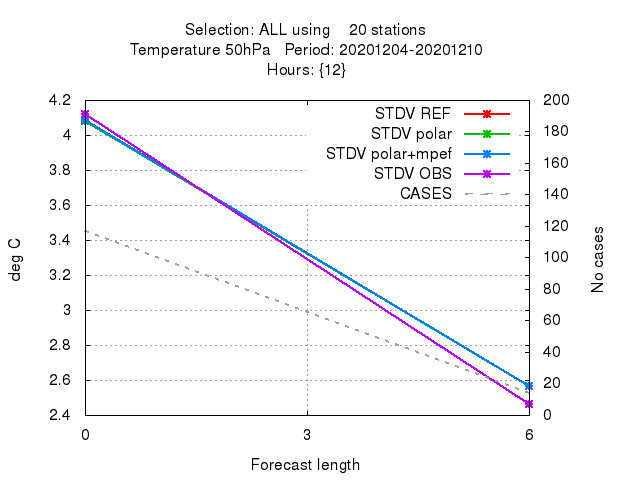 Selection: ALL using    20 stations
Temperature 50hPa   Period: 20201204-20201210
Hours: {12}
4.2
4
3.8
3.6
3.4
3.2
3
2.8
2.6
2.4
deg C
STDV REF
STDV polar
STDV polar+mpef
STDV OBS
CASES
200
180
160
140
120
100
80
60
40
20
0
No cases
0 3 6
Forecast length